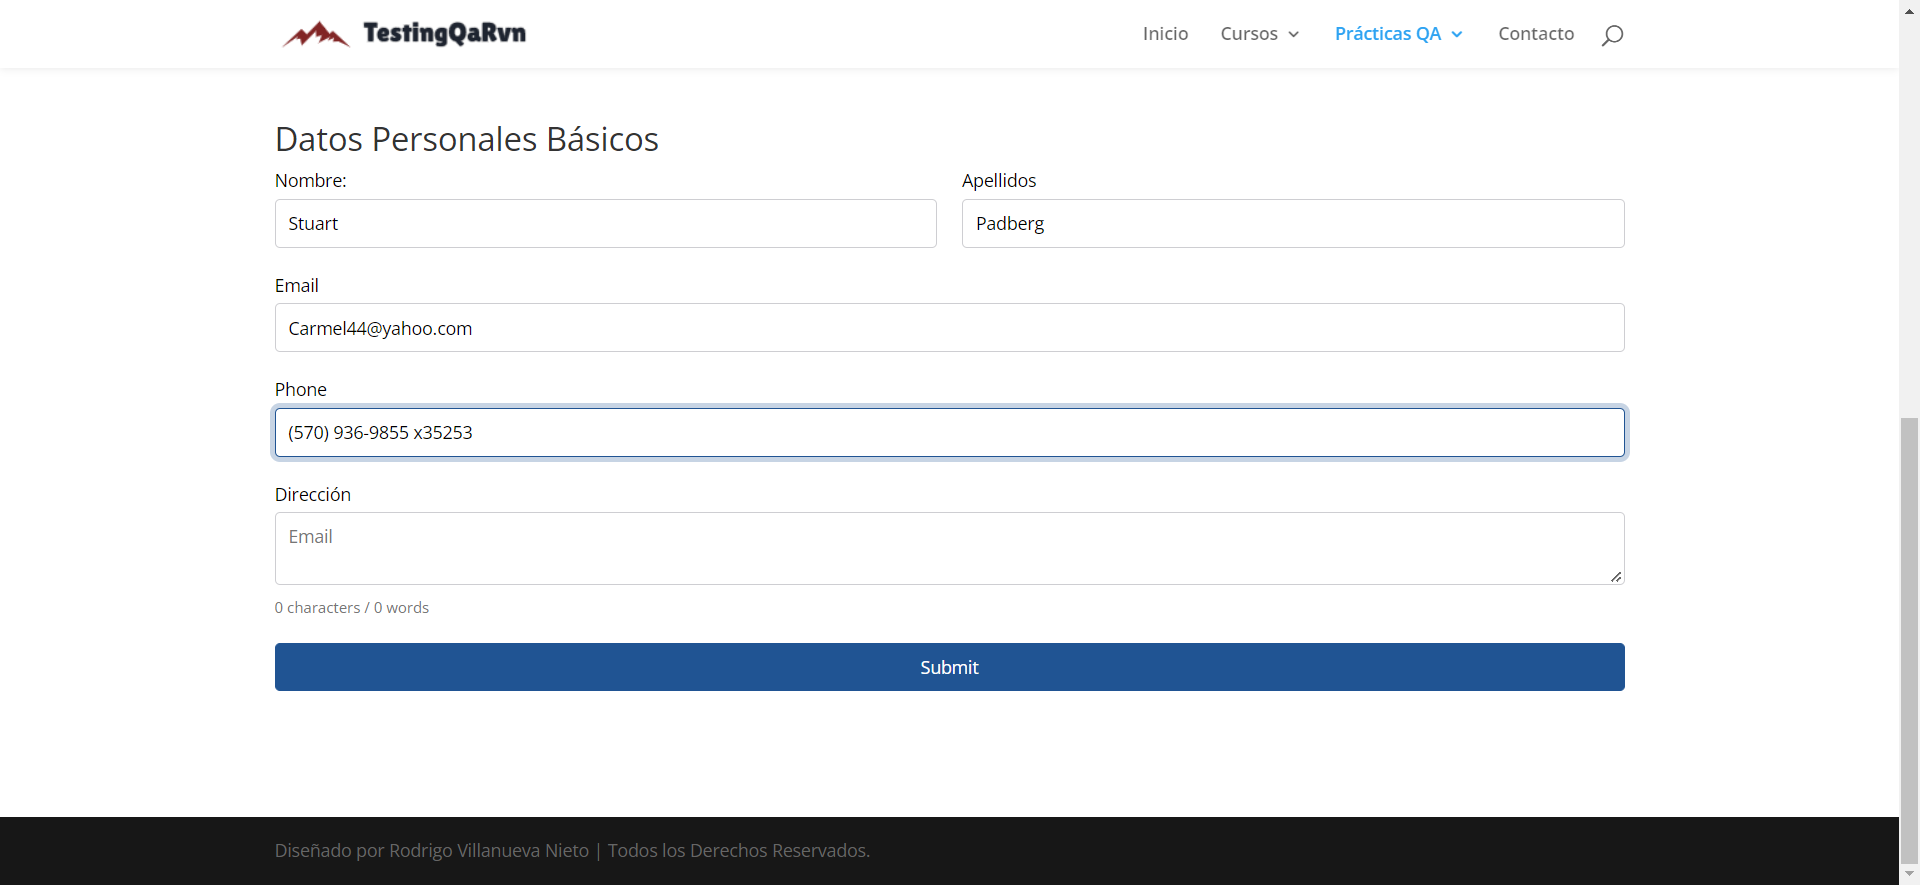 TestingQaRvn
Inicio Cursos Prácticas QA Contacto
Datos Personales Básicos
Nombre: Apellidos
Stuart Padberg
Email
Carmel44@yahoo.com
Phone
(570) 936-9855 x35253
Dirección
Email
0 characters / 0 words
Submit
Diseñado por Rodrigo Villanueva Nieto | Todos los Derechos Reservados.